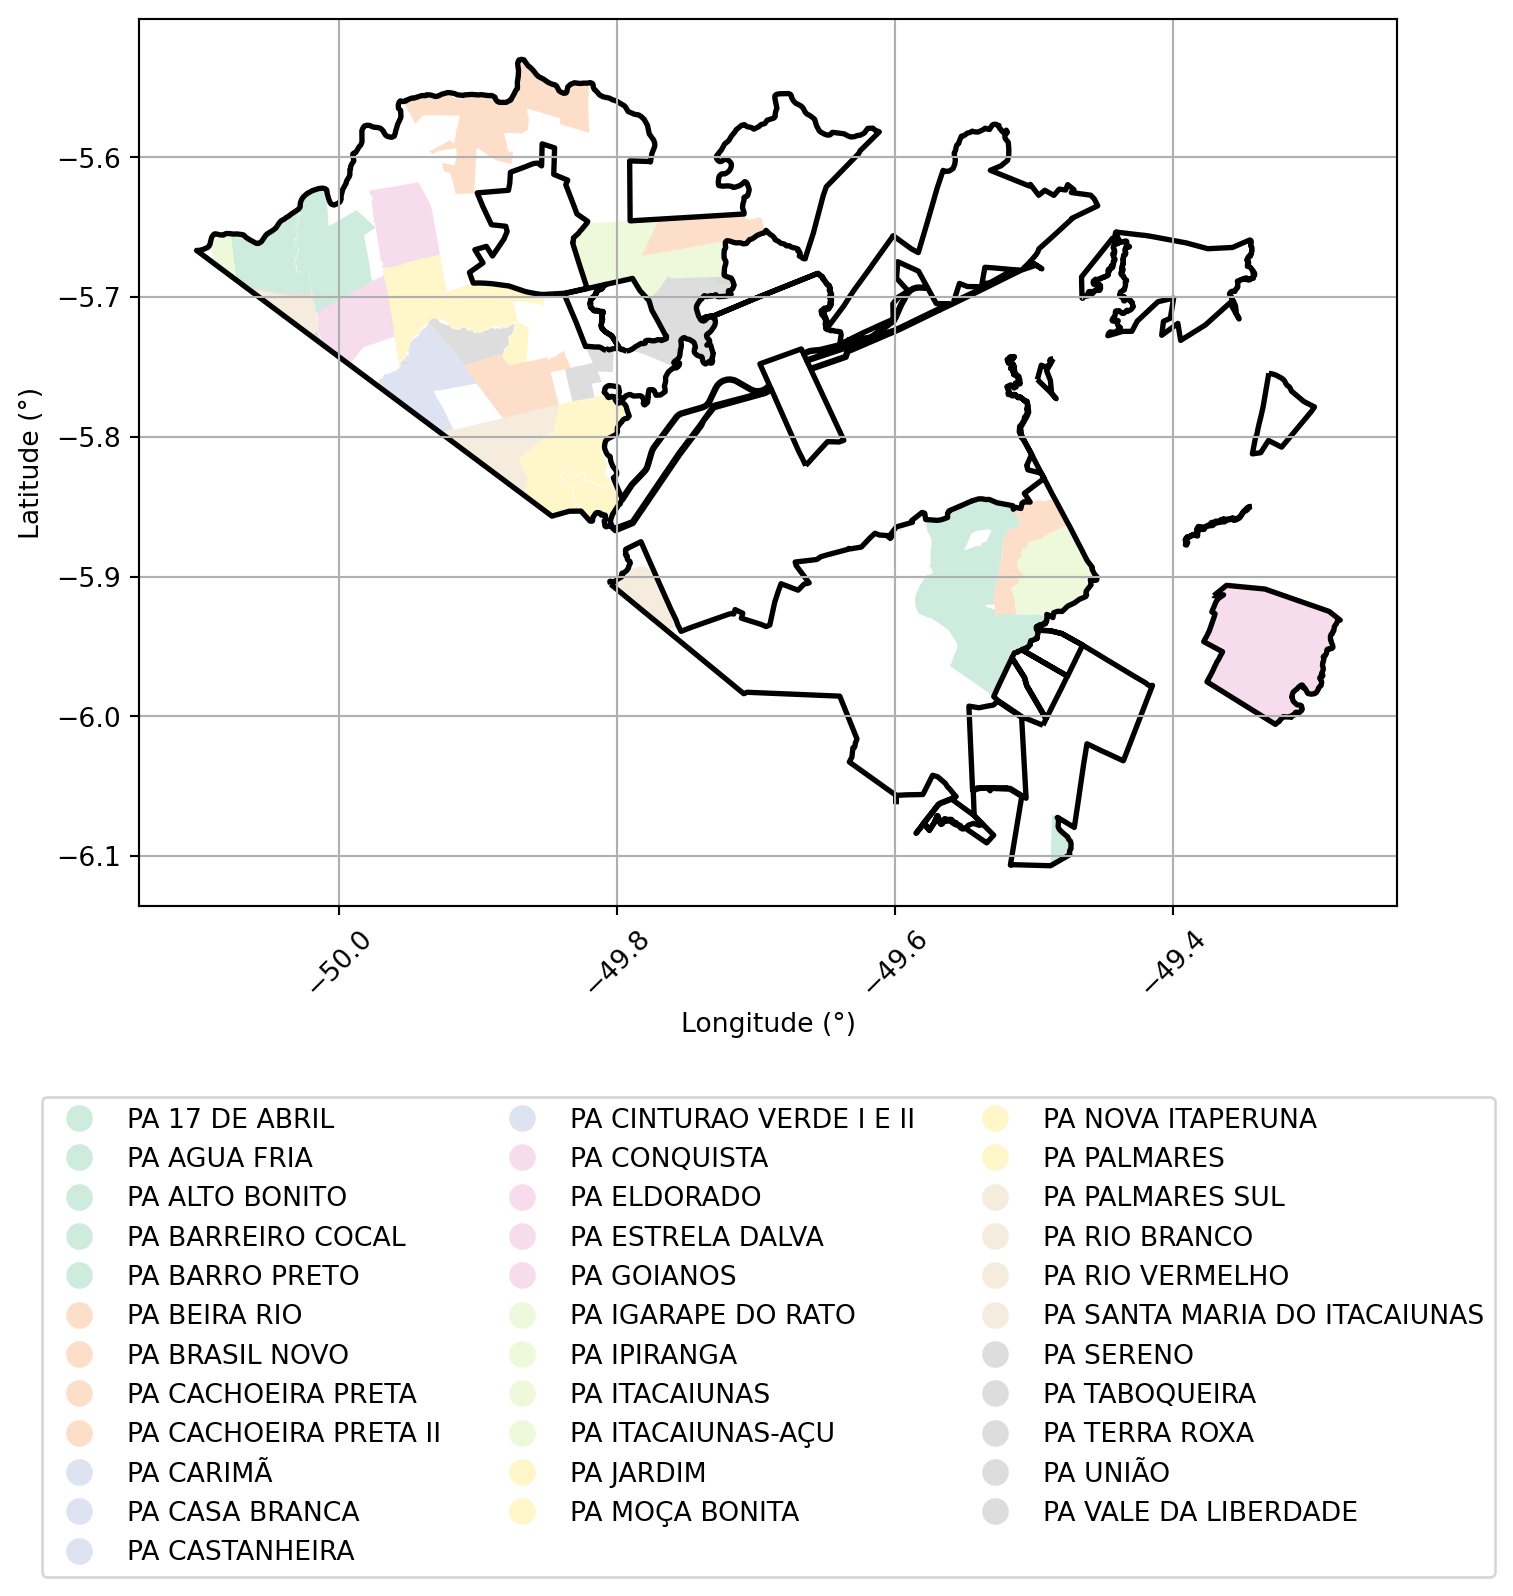 −5.6
−5.7
−5.8
−5.9
−6.0
−6.1
Latitude (°)
−50.0
−49.8
−49.6
−49.4
Longitude (°)
PA 17 DE ABRIL
PA AGUA FRIA
PA ALTO BONITO
PA BARREIRO COCAL
PA BARRO PRETO
PA BEIRA RIO
PA BRASIL NOVO
PA CACHOEIRA PRETA
PA CACHOEIRA PRETA II
PA CARIMÃ
PA CASA BRANCA
PA CASTANHEIRA
PA CINTURAO VERDE I E II
PA CONQUISTA
PA ELDORADO
PA ESTRELA DALVA
PA GOIANOS
PA IGARAPE DO RATO
PA IPIRANGA
PA ITACAIUNAS
PA ITACAIUNAS-AÇU
PA JARDIM
PA MOÇA BONITA
PA NOVA ITAPERUNA
PA PALMARES
PA PALMARES SUL
PA RIO BRANCO
PA RIO VERMELHO
PA SANTA MARIA DO ITACAIUNAS
PA SERENO
PA TABOQUEIRA
PA TERRA ROXA
PA UNIÃO
PA VALE DA LIBERDADE